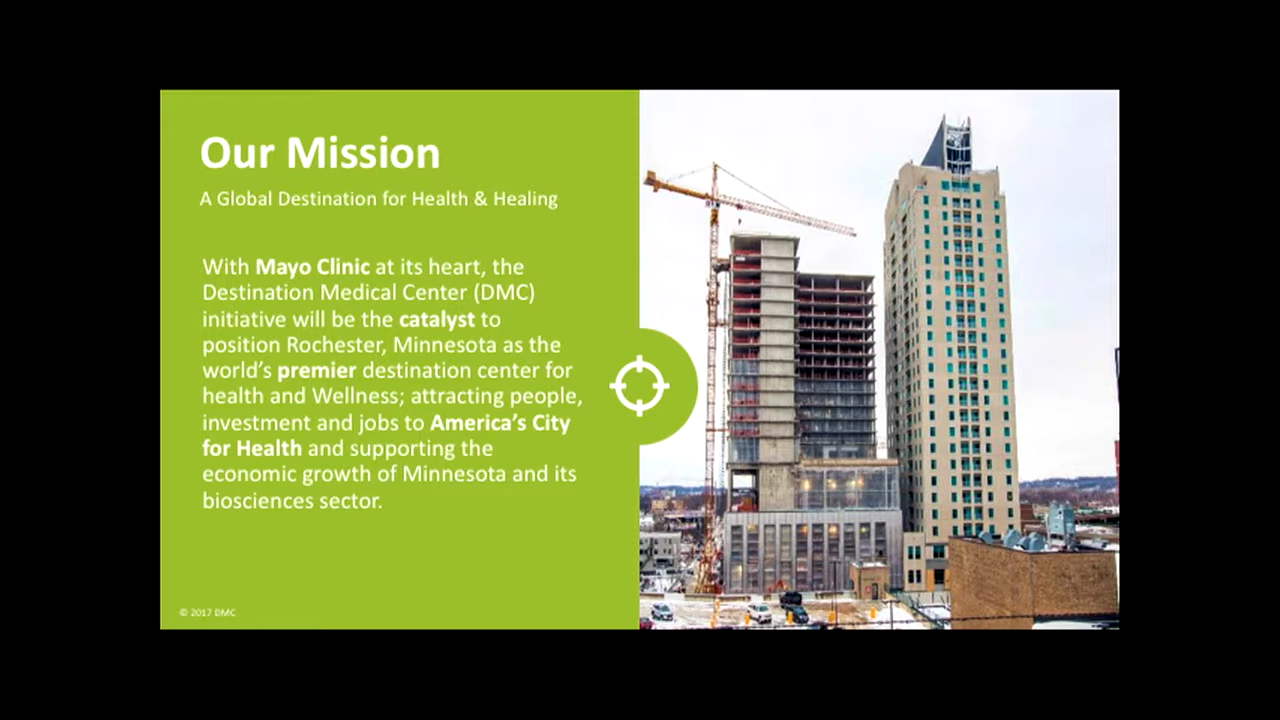 Our Mission
A Global Destination for Health & Healing
With Mayo Clinic at its heart, the
Destination Medical Center (DMC)
initiative will be the catalyst to
position Rochester, Minnesota as the
world's premier destination center for
health and Wellness; attracting people,
investment and jobs to America's City
for Health and supporting the
economic growth of Minnesota and its
biosciences sector.
© 2017 DMC